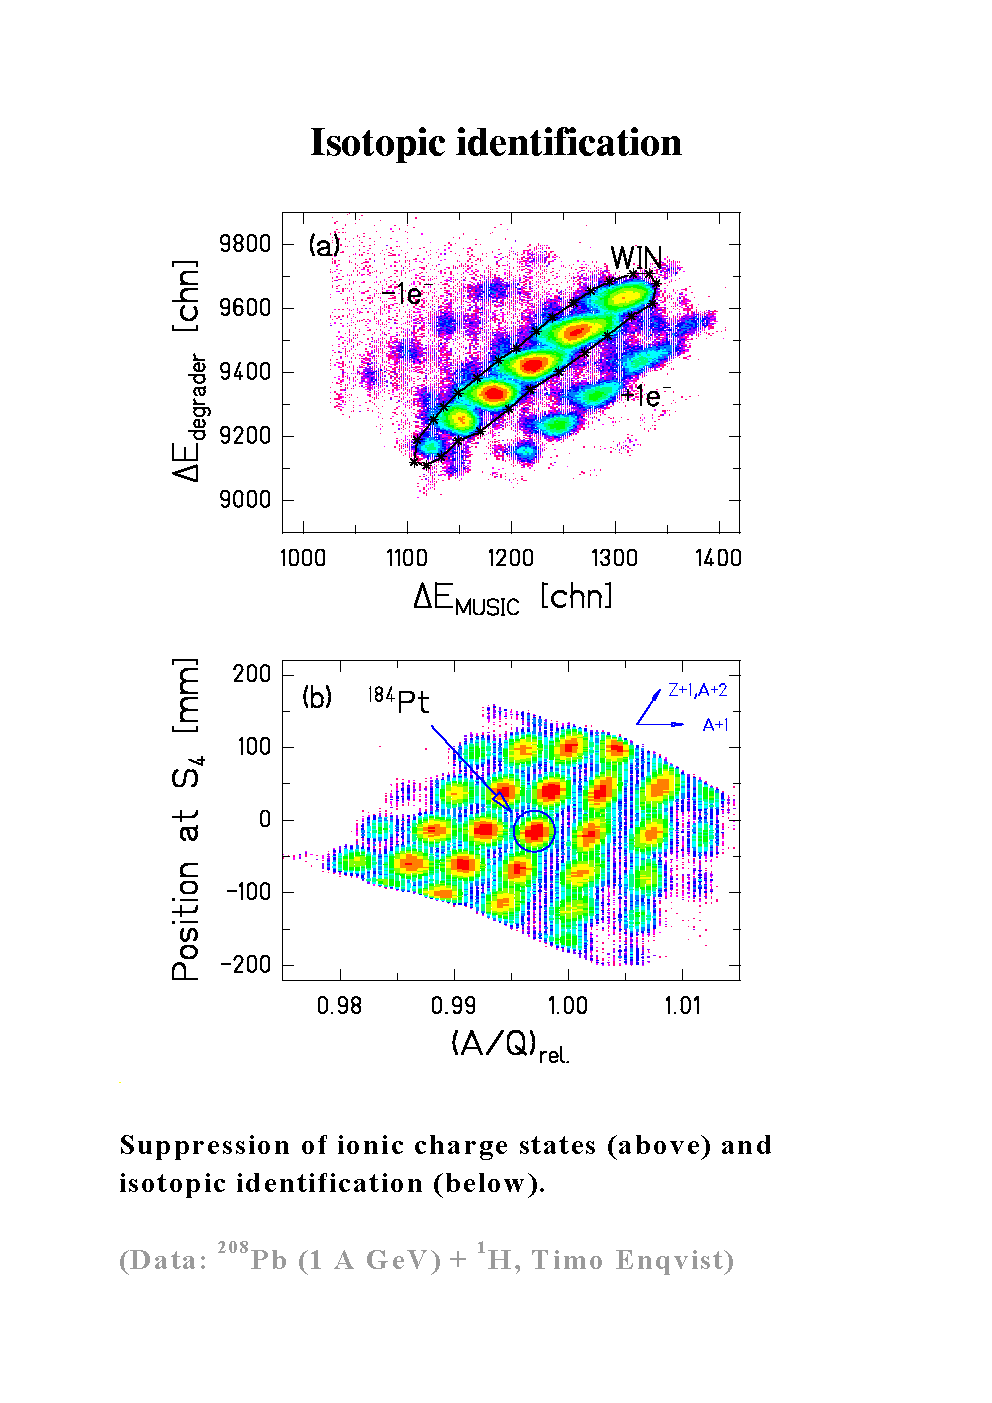 Isotopic identification
9800
9600
9400
9200
9000
ΔE_degrader [chn]
(a)
WIN
−1e⁻
+1e⁻
1000 1100 1200 1300 1400
ΔE_MUSIC [chn]
200
100
0
−100
−200
Position at S₄ [mm]
(b)
¹⁸⁴Pt
Z+1,A+2
A+1
0.98 0.99 1.00 1.01
(A/Q)rel.
Suppression of ionic charge states (above) and
isotopic identification (below).
(Data: ²⁰⁸Pb (1 A GeV) + ¹H, Timo Enqvist)